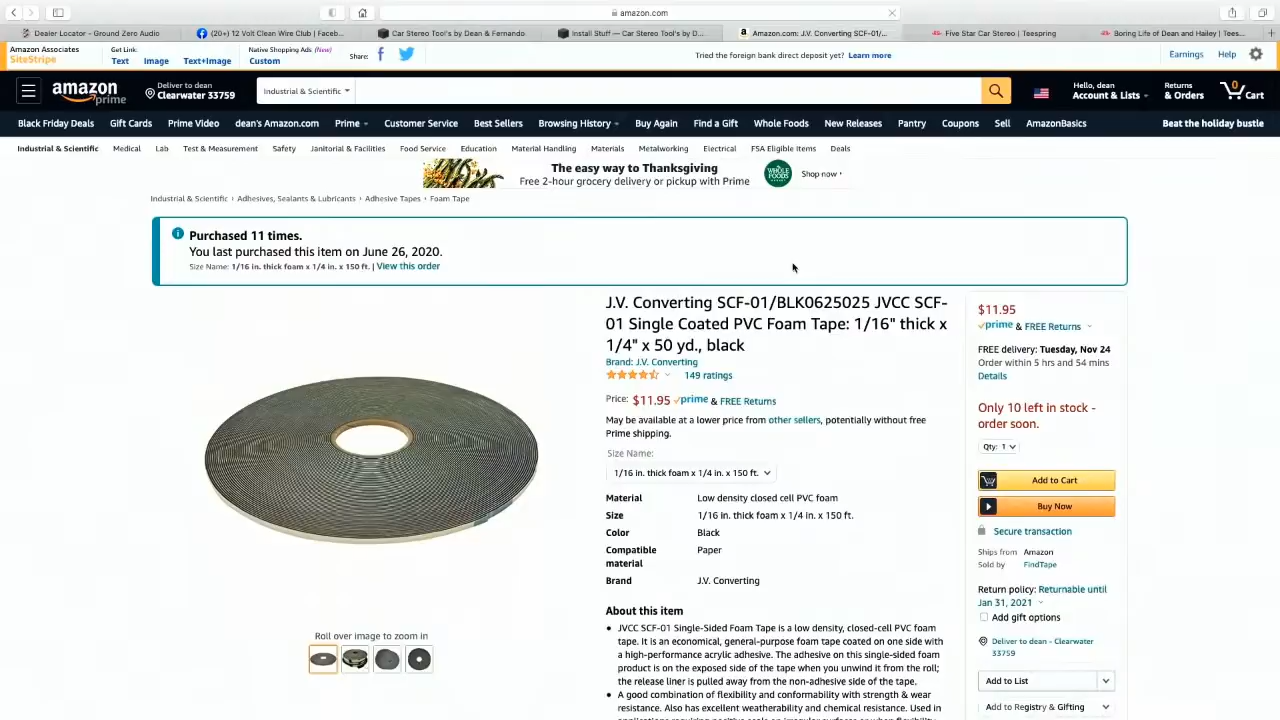 amazon.com
Dealer Locator - Ground Zero Audio
(20+) 12 Volt Clean Wire Club | Faceb...
Car Stereo Tool's by Dean & Fernando
Install Stuff — Car Stereo Tool's by D...
Amazon.com: J.V. Converting SCF-01/...
Five Star Car Stereo | Teespring
Boring Life of Dean and Hailey | Tees...
Amazon Associates
SiteStripe
Get Link:
Text
Image
Text+Image
Native Shopping Ads (New)
Custom
Share:
Tried the foreign bank direct deposit yet? Learn more
Earnings
Help
amazon
prime
Deliver to dean
Clearwater 33759
Industrial & Scientific
Hello, dean
Account & Lists
Returns
& Orders
0
Cart
Black Friday Deals
Gift Cards
Prime Video
dean's Amazon.com
Prime
Customer Service
Best Sellers
Browsing History
Buy Again
Find a Gift
Whole Foods
New Releases
Pantry
Coupons
Sell
AmazonBasics
Beat the holiday bustle
Industrial & Scientific
Medical
Lab
Test & Measurement
Safety
Janitorial & Facilities
Food Service
Education
Material Handling
Materials
Metalworking
Electrical
FSA Eligible Items
Deals
The easy way to Thanksgiving
Free 2-hour grocery delivery or pickup with Prime
WHOLE FOODS
Shop now ›
Industrial & Scientific › Adhesives, Sealants & Lubricants › Adhesive Tapes › Foam Tape
Purchased 11 times.
You last purchased this item on June 26, 2020.
Size Name: 1/16 in. thick foam x 1/4 in. x 150 ft. | View this order
J.V. Converting SCF-01/BLK0625025 JVCC SCF-
01 Single Coated PVC Foam Tape: 1/16" thick x
1/4" x 50 yd., black
Brand: J.V. Converting
149 ratings
Price: $11.95 prime & FREE Returns
May be available at a lower price from other sellers, potentially without free
Prime shipping.
Size Name:
1/16 in. thick foam x 1/4 in. x 150 ft.
Material Low density closed cell PVC foam
Size 1/16 in. thick foam x 1/4 in. x 150 ft.
Color Black
Compatible Paper
material
Brand J.V. Converting
About this item
• JVCC SCF-01 Single-Sided Foam Tape is a low density, closed-cell PVC foam
tape. It is an economical, general-purpose foam tape coated on one side with
a high-performance acrylic adhesive. The adhesive on this single-sided foam
product is on the exposed side of the tape when you unwind it from the roll;
the release liner is pulled away from the non-adhesive side of the tape.
• A good combination of flexibility and conformability with strength & wear
resistance. Also has excellent weatherability and chemical resistance. Used in
Roll over image to zoom in
$11.95
prime & FREE Returns
FREE delivery: Tuesday, Nov 24
Order within 5 hrs and 54 mins
Details
Only 10 left in stock -
order soon.
Qty: 1
Add to Cart
Buy Now
Secure transaction
Ships from Amazon
Sold by FindTape
Return policy: Returnable until
Jan 31, 2021
Add gift options
Deliver to dean - Clearwater
33759
Add to List
Add to Registry & Gifting